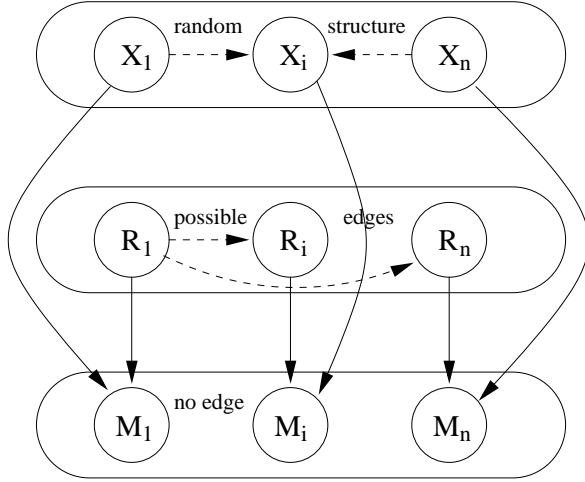 random structure
X1 Xi Xn
possible edges
R1 Ri Rn
no edge
M1 Mi Mn